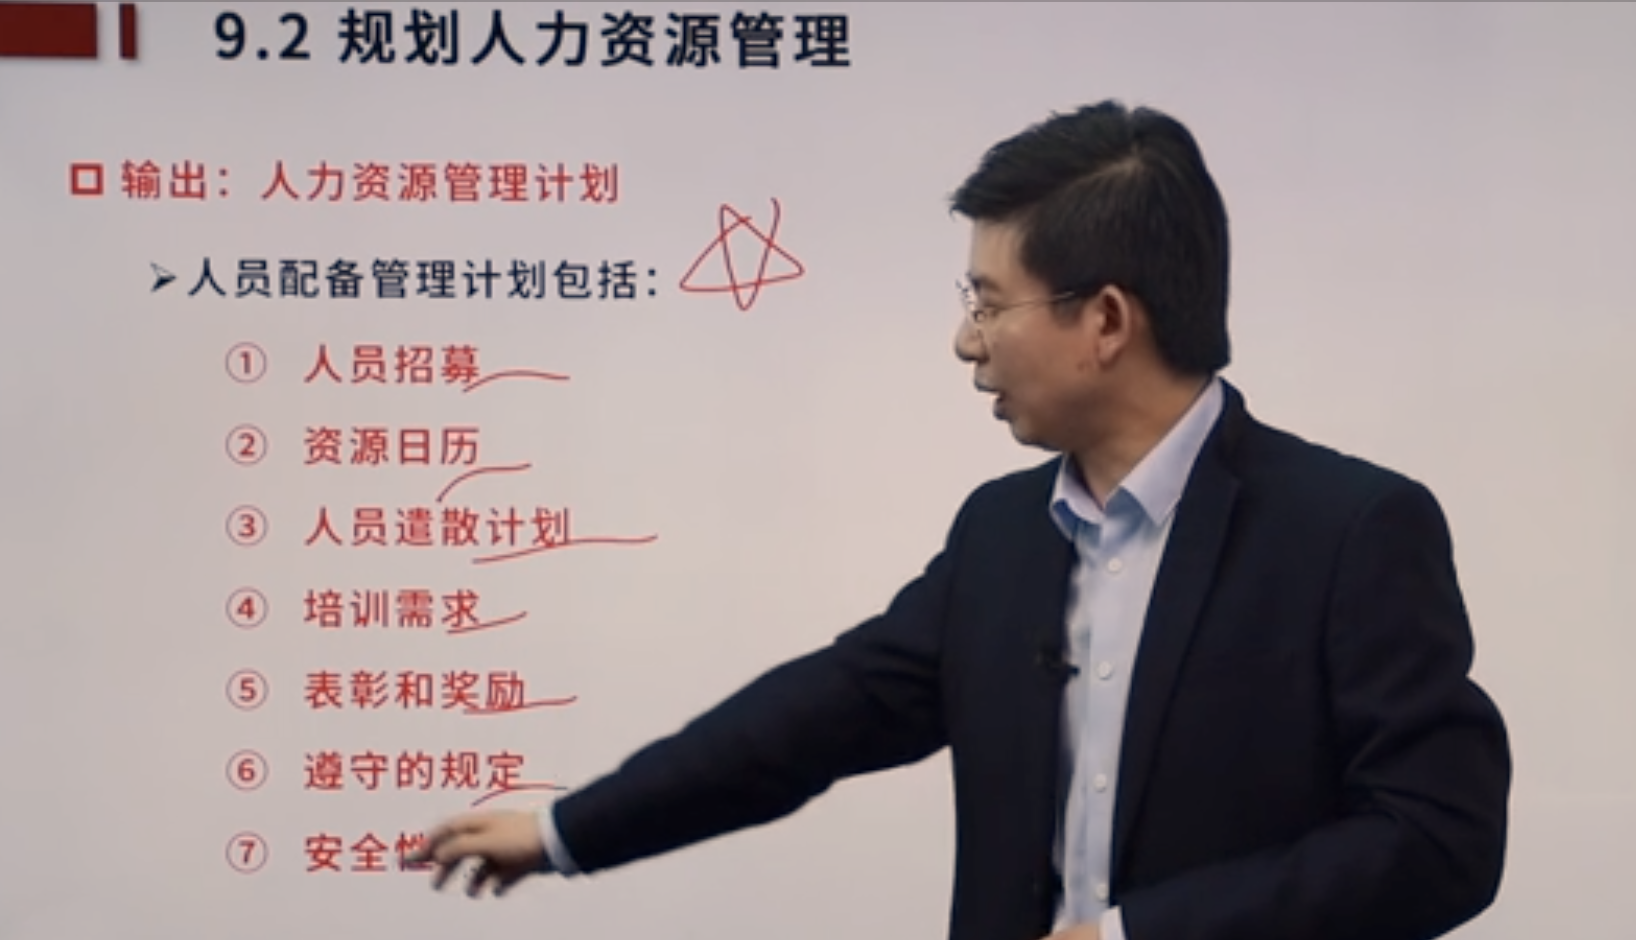 9.2 规划人力资源管理
输出：人力资源管理计划
人员配备管理计划包括：
① 人员招募
② 资源日历
③ 人员遣散计划
④ 培训需求
⑤ 表彰和奖励
⑥ 遵守的规定
⑦ 安全性